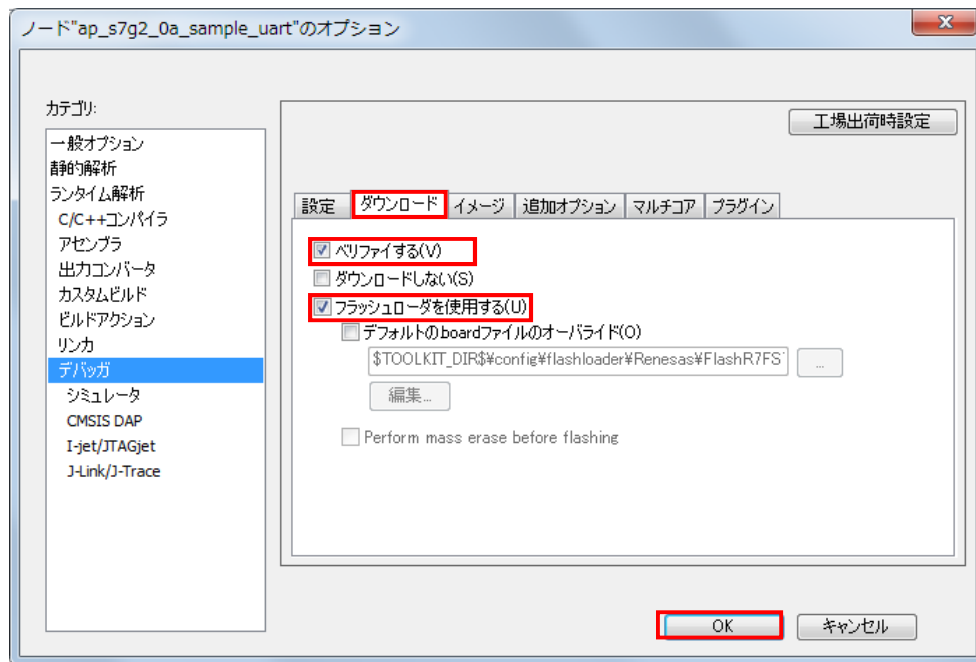 ノード"ap_s7g2_0a_sample_uart"のオプション
カテゴリ:
一般オプション
静的解析
ランタイム解析
C/C++コンパイラ
アセンブラ
出力コンバータ
カスタムビルド
ビルドアクション
リンカ
デバッガ
シミュレータ
CMSIS DAP
I-jet/JTAGjet
J-Link/J-Trace
工場出荷時設定
設定 ダウンロード イメージ 追加オプション マルチコア プラグイン
ベリファイする(V)
ダウンロードしない(S)
フラッシュローダを使用する(U)
デフォルトの.boardファイルのオーバライド(O)
$TOOLKIT_DIR$¥config¥flashloader¥Renesas¥FlashR7FS
...
編集...
Perform mass erase before flashing
OK キャンセル